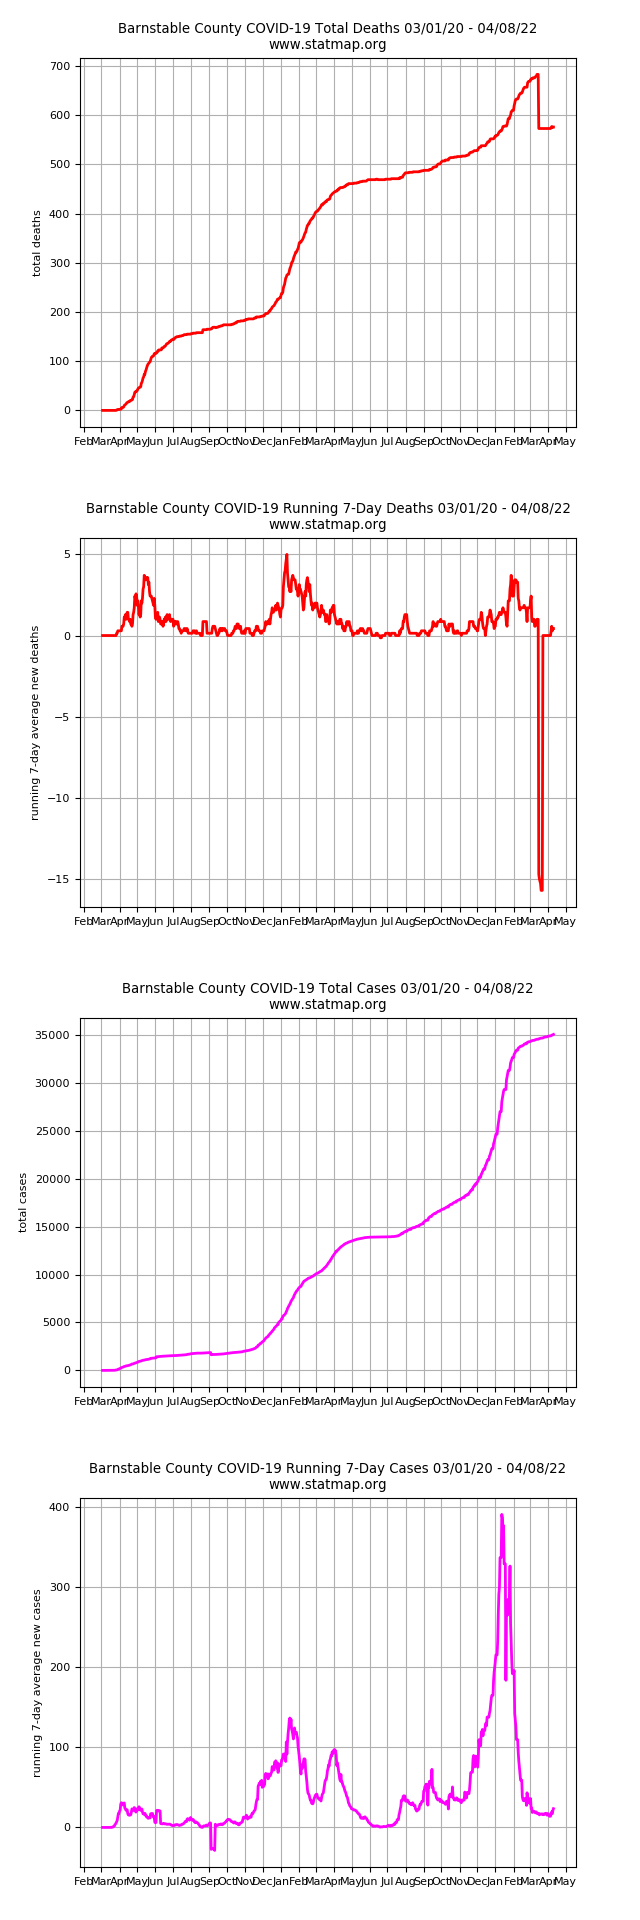 Barnstable County COVID-19 Total Deaths 03/01/20 - 04/08/22
www.statmap.org
700
600
500
400
300
200
100
0
total deaths
Feb Mar Apr May Jun Jul Aug Sep Oct Nov Dec Jan Feb Mar Apr May Jun Jul Aug Sep Oct Nov Dec Jan Feb Mar Apr May
Barnstable County COVID-19 Running 7-Day Deaths 03/01/20 - 04/08/22
www.statmap.org
5
0
−5
−10
−15
running 7-day average new deaths
Feb Mar Apr May Jun Jul Aug Sep Oct Nov Dec Jan Feb Mar Apr May Jun Jul Aug Sep Oct Nov Dec Jan Feb Mar Apr May
Barnstable County COVID-19 Total Cases 03/01/20 - 04/08/22
www.statmap.org
35000
30000
25000
20000
15000
10000
5000
0
total cases
Feb Mar Apr May Jun Jul Aug Sep Oct Nov Dec Jan Feb Mar Apr May Jun Jul Aug Sep Oct Nov Dec Jan Feb Mar Apr May
Barnstable County COVID-19 Running 7-Day Cases 03/01/20 - 04/08/22
www.statmap.org
400
300
200
100
0
running 7-day average new cases
Feb Mar Apr May Jun Jul Aug Sep Oct Nov Dec Jan Feb Mar Apr May Jun Jul Aug Sep Oct Nov Dec Jan Feb Mar Apr May